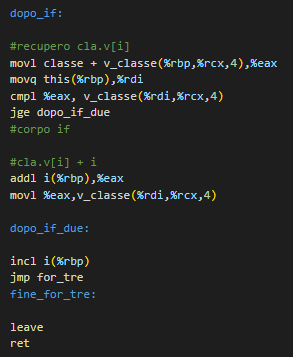 dopo_if:
#recupero cla.v[i]
movl classe + v_classe(%rbp,%rcx,4),%eax
movq this(%rbp),%rdi
cmpl %eax, v_classe(%rdi,%rcx,4)
jge dopo_if_due
#corpo if
#cla.v[i] + i
addl i(%rbp),%eax
movl %eax,v_classe(%rdi,%rcx,4)
dopo_if_due:
incl i(%rbp)
jmp for_tre
fine_for_tre:
leave
ret